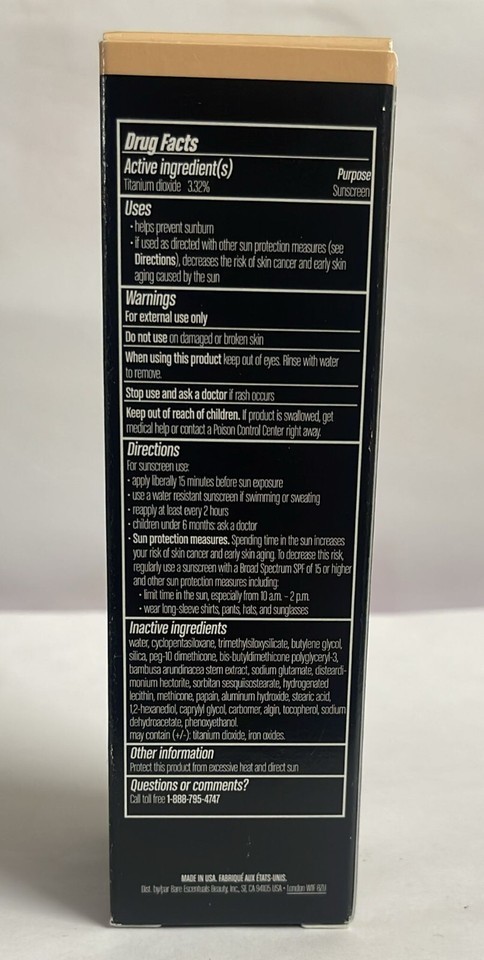 Drug Facts
Active ingredient(s) Purpose
Titanium dioxide 3.32% Sunscreen
Uses
• helps prevent sunburn
• if used as directed with other sun protection measures (see
Directions), decreases the risk of skin cancer and early skin
aging caused by the sun
Warnings
For external use only
Do not use on damaged or broken skin
When using this product keep out of eyes. Rinse with water
to remove.
Stop use and ask a doctor if rash occurs
Keep out of reach of children. If product is swallowed, get
medical help or contact a Poison Control Center right away.
Directions
For sunscreen use:
• apply liberally 15 minutes before sun exposure
• use a water resistant sunscreen if swimming or sweating
• reapply at least every 2 hours
• children under 6 months: ask a doctor
• Sun protection measures. Spending time in the sun increases
your risk of skin cancer and early skin aging. To decrease this risk,
regularly use a sunscreen with a Broad Spectrum SPF of 15 or higher
and other sun protection measures including:
• limit time in the sun, especially from 10 a.m. - 2 p.m.
• wear long-sleeve shirts, pants, hats, and sunglasses
Inactive ingredients
water, cyclopentasiloxane, trimethylsiloxysilicate, butylene glycol,
silica, peg-10 dimethicone, bis-butyldimethicone polyglyceryl-3,
bambusa arundinacea stem extract, sodium glutamate, disteardi-
monium hectorite, sorbitan sesquiisostearate, hydrogenated
lecithin, methicone, papain, aluminum hydroxide, stearic acid,
1,2-hexanediol, caprylyl glycol, carbomer, algin, tocopherol, sodium
dehydroacetate, phenoxyethanol.
may contain (+/-): titanium dioxide, iron oxides.
Other information
Protect this product from excessive heat and direct sun
Questions or comments?
Call toll free 1-888-795-4747
MADE IN USA. FABRIQUÉ AUX ÉTATS-UNIS.
Dist. by/par Bare Escentuals Beauty, Inc., SF, CA 94105 USA • London W1F